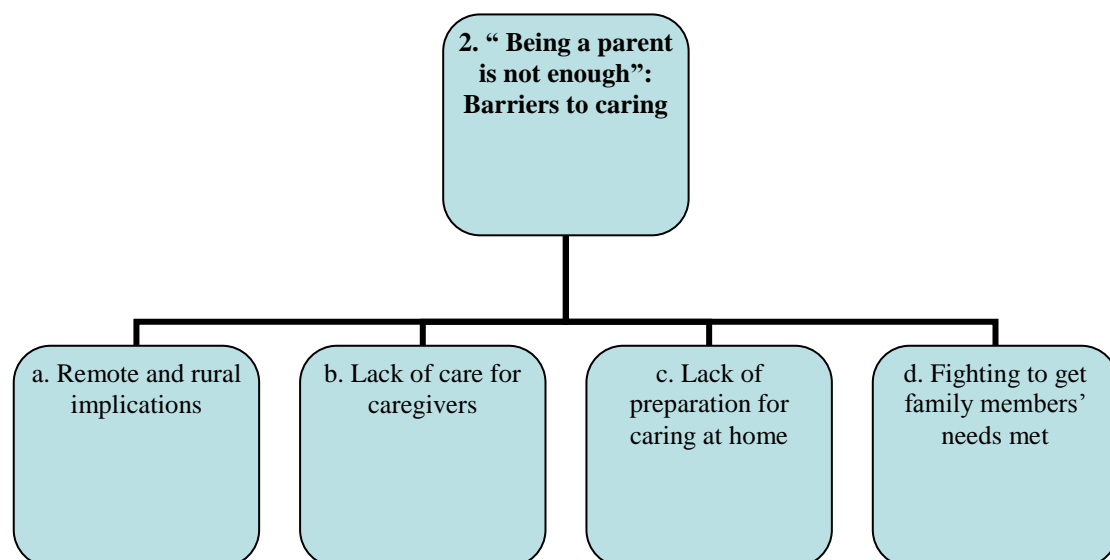 2. “ Being a parent
is not enough”:
Barriers to caring
a. Remote and rural
implications
b. Lack of care for
caregivers
c. Lack of
preparation for
caring at home
d. Fighting to get
family members’
needs met